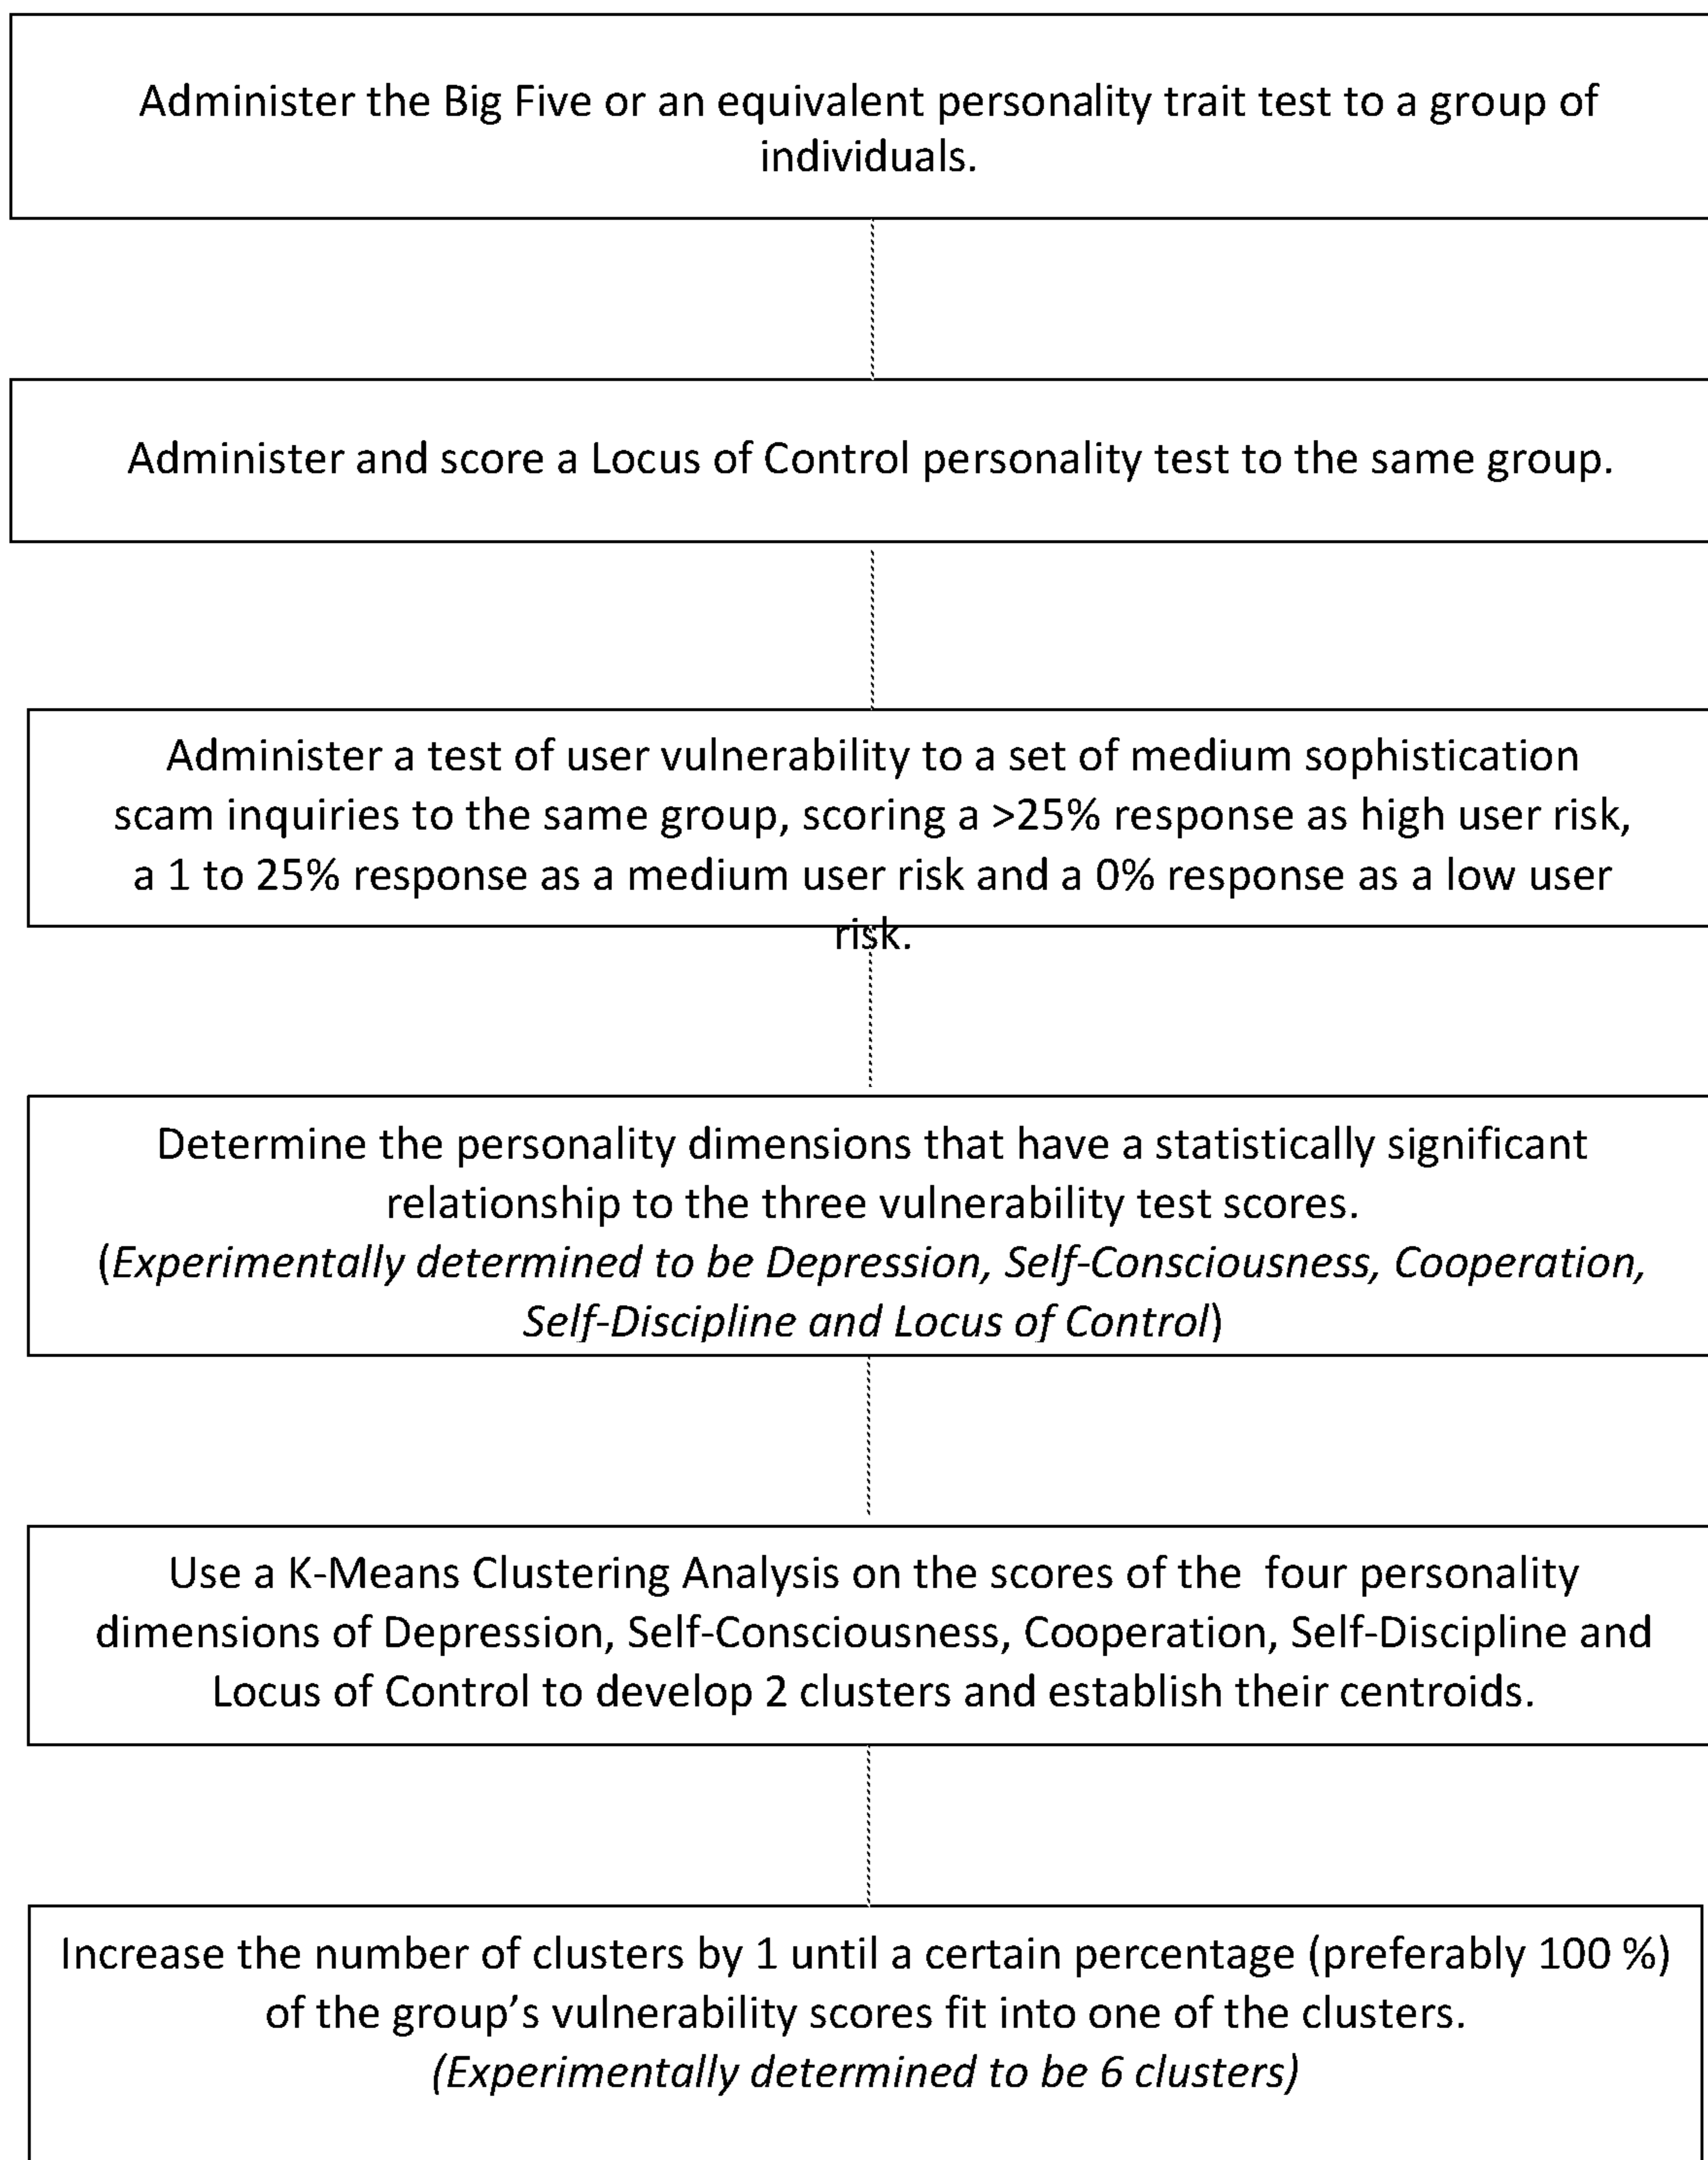 Administer the Big Five or an equivalent personality trait test to a group of
individuals.
Administer and score a Locus of Control personality test to the same group.
Administer a test of user vulnerability to a set of medium sophistication
scam inquiries to the same group, scoring a >25% response as high user risk,
a 1 to 25% response as a medium user risk and a 0% response as a low user
risk.
Determine the personality dimensions that have a statistically significant
relationship to the three vulnerability test scores.
(Experimentally determined to be Depression, Self-Consciousness, Cooperation,
Self-Discipline and Locus of Control)
Use a K-Means Clustering Analysis on the scores of the  four personality
dimensions of Depression, Self-Consciousness, Cooperation, Self-Discipline and
Locus of Control to develop 2 clusters and establish their centroids.
Increase the number of clusters by 1 until a certain percentage (preferably 100 %)
of the group’s vulnerability scores fit into one of the clusters.
(Experimentally determined to be 6 clusters)